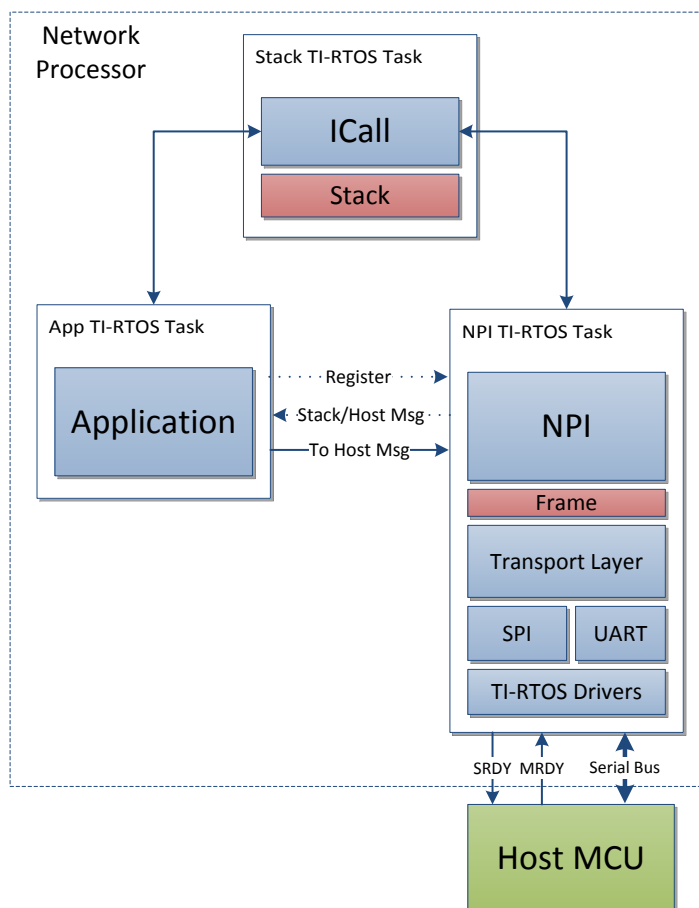 Network
Processor
Stack TI-RTOS Task
ICall
Stack
App TI-RTOS Task
Application
Register
Stack/Host Msg
To Host Msg
NPI TI-RTOS Task
NPI
Frame
Transport Layer
SPI
UART
TI-RTOS Drivers
SRDY
MRDY
Serial Bus
Host MCU